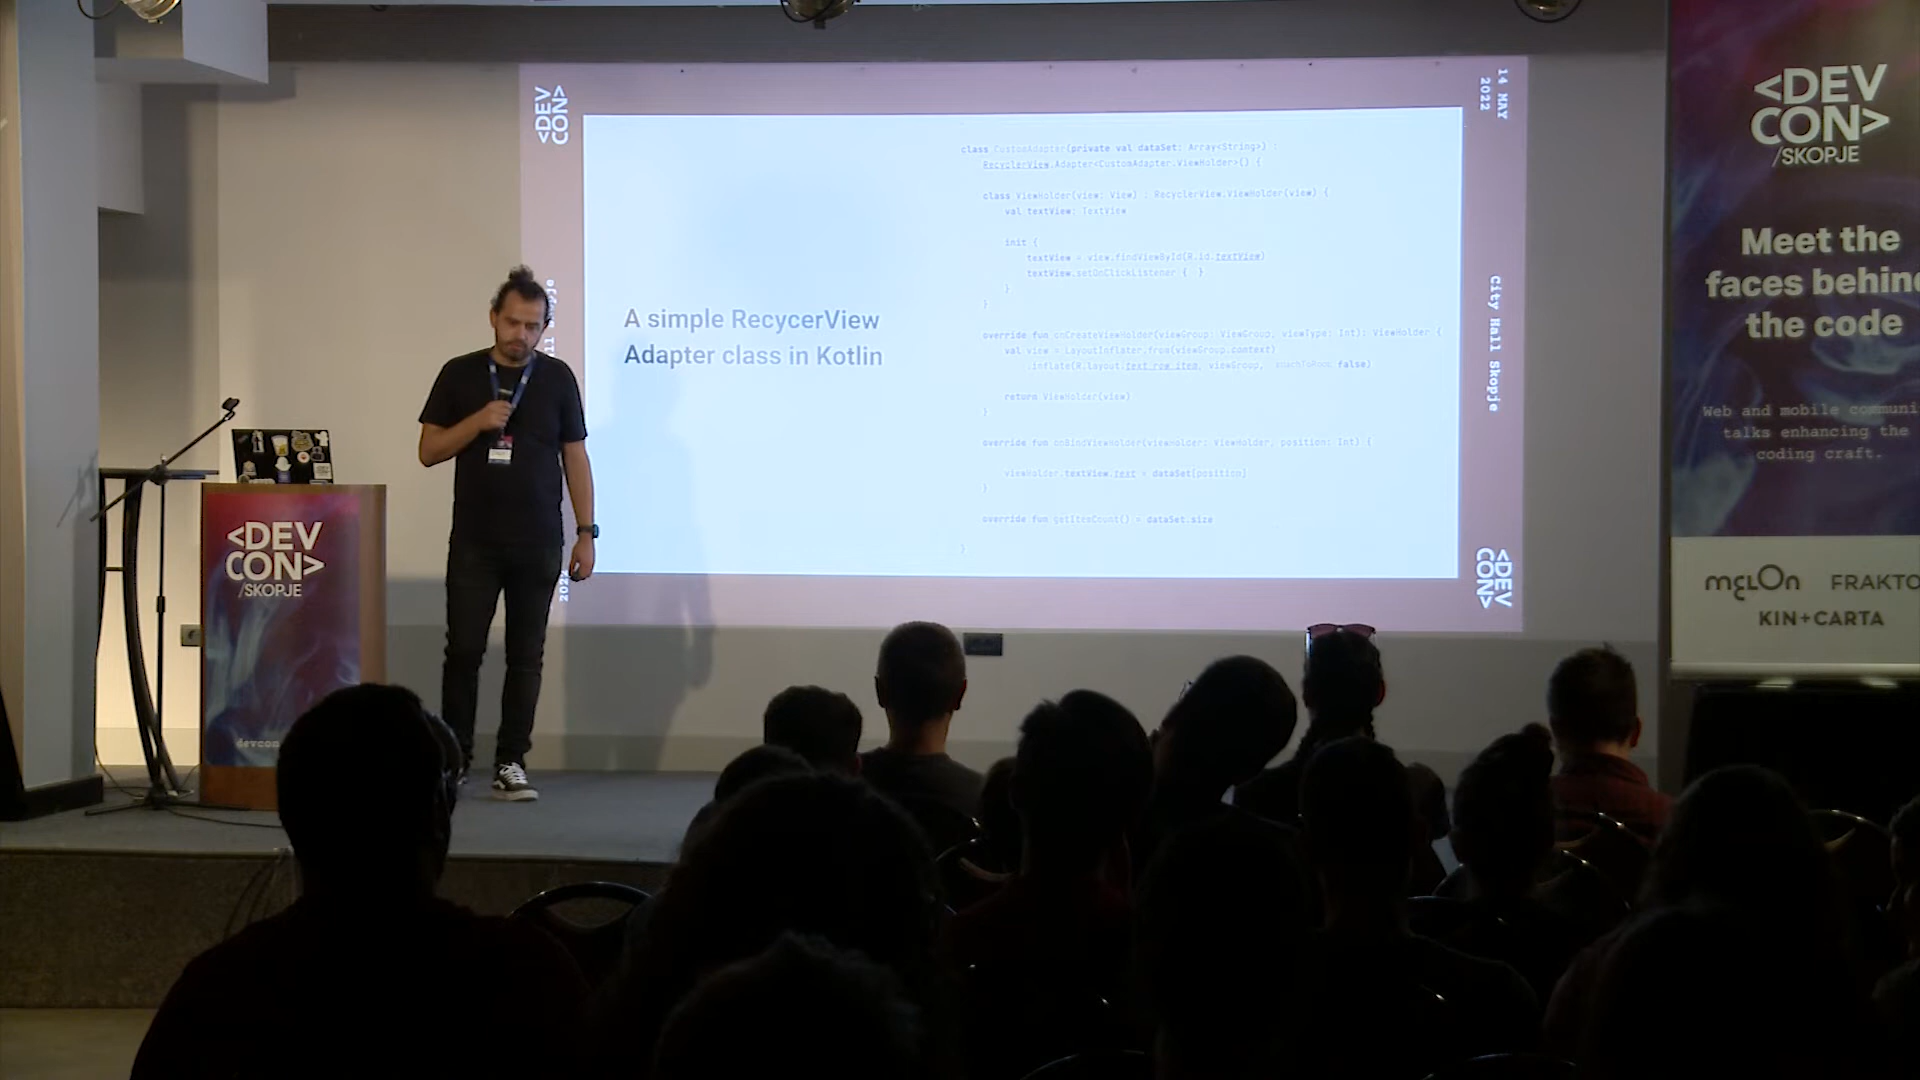 <DEV
CON>
14 MAY
2022
A simple RecycerView
Adapter class in Kotlin
class CustomAdapter(private val dataSet: Array<String>) :
RecyclerView.Adapter<CustomAdapter.ViewHolder>() {
class ViewHolder(view: View) : RecyclerView.ViewHolder(view) {
val textView: TextView
init {
textView = view.findViewById(R.id.textView)
textView.setOnClickListener { }
}
}
override fun onCreateViewHolder(viewGroup: ViewGroup, viewType: Int): ViewHolder {
val view = LayoutInflater.from(viewGroup.context)
.inflate(R.layout.text_row_item, viewGroup, attachToRoot: false)
return ViewHolder(view)
}
override fun onBindViewHolder(viewHolder: ViewHolder, position: Int) {
viewHolder.textView.text = dataSet[position]
}
override fun getItemCount() = dataSet.size
}
City Hall Skopje
<DEV
CON>
2022
<DEV
CON>
/SKOPJE
devcon
<DEV
CON>
/SKOPJE
Meet the
faces behin
the code
Web and mobile communi
talks enhancing the
coding craft.
melon FRAKTO
KIN+CARTA